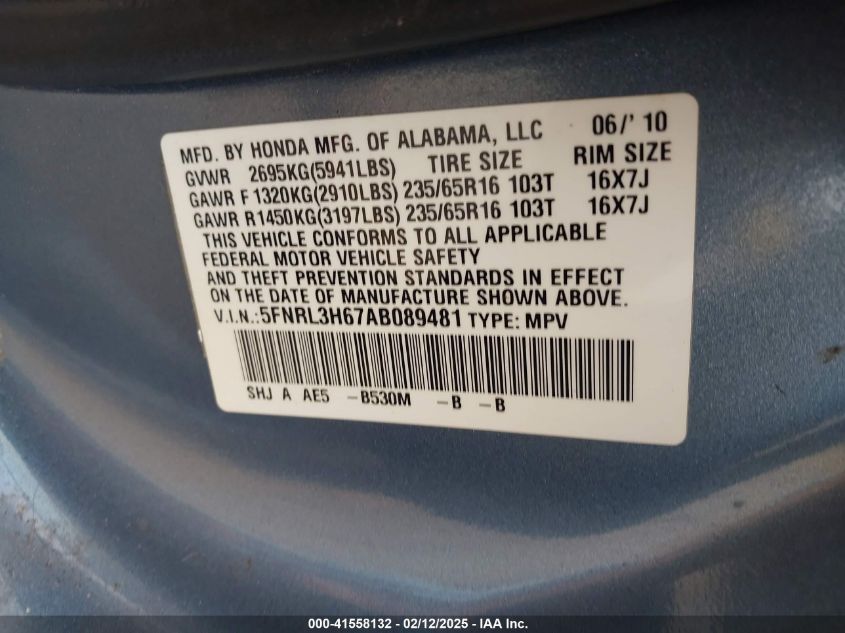 MFD. BY HONDA MFG. OF ALABAMA, LLC 06/' 10
GVWR 2695KG(5941LBS) TIRE SIZE RIM SIZE
GAWR F 1320KG(2910LBS) 235/65R16 103T 16X7J
GAWR R1450KG(3197LBS) 235/65R16 103T 16X7J
THIS VEHICLE CONFORMS TO ALL APPLICABLE
FEDERAL MOTOR VEHICLE SAFETY
AND THEFT PREVENTION STANDARDS IN EFFECT
ON THE DATE OF MANUFACTURE SHOWN ABOVE.
V.I.N.:5FNRL3H67AB089481 TYPE: MPV
SHJ A AE5 -B530M -B -B
000-41558132 - 02/12/2025 - IAA Inc.